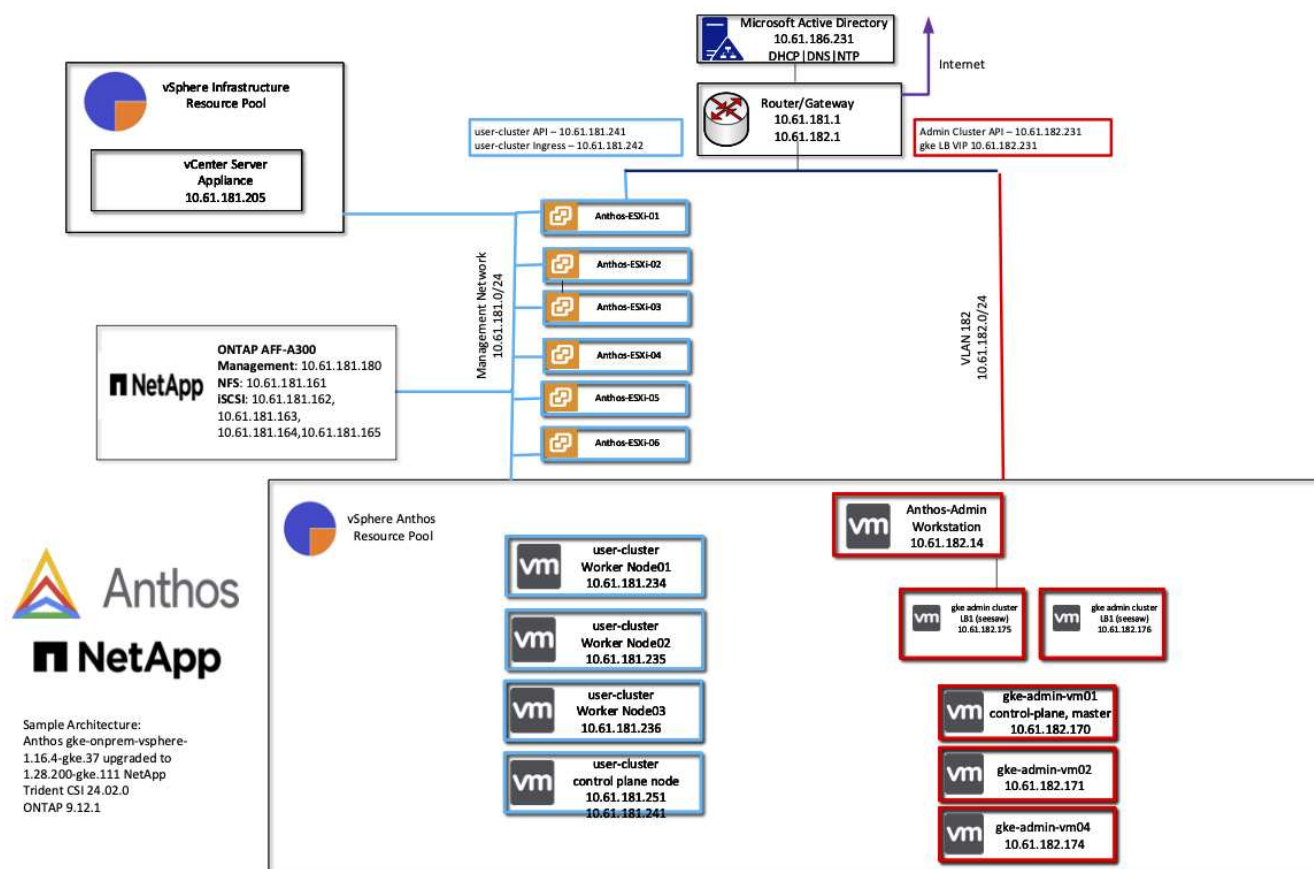 Microsoft Active Directory
10.61.186.231
DHCP|DNS|NTP
Internet
vSphere Infrastructure
Resource Pool
vCenter Server
Appliance
10.61.181.205
Router/Gateway
10.61.181.1
10.61.182.1
user-cluster API – 10.61.181.241
user-cluster Ingress – 10.61.181.242
Admin Cluster API – 10.61.182.231
gke LB VIP 10.61.182.231
Anthos-ESXi-01
Anthos-ESXi-02
Anthos-ESXi-03
Anthos-ESXi-04
Anthos-ESXi-05
Anthos-ESXi-06
Management Network
10.61.181.0/24
VLAN 182
10.61.182.0/24
NetApp
ONTAP AFF-A300
Management: 10.61.181.180
NFS: 10.61.181.161
iSCSI: 10.61.181.162,
10.61.181.163,
10.61.181.164,10.61.181.165
vSphere Anthos
Resource Pool
vm
user-cluster
Worker Node01
10.61.181.234
vm
user-cluster
Worker Node02
10.61.181.235
vm
user-cluster
Worker Node03
10.61.181.236
vm
user-cluster
control plane node
10.61.181.251
10.61.181.241
vm
Anthos-Admin
Workstation
10.61.182.14
vm
gke admin cluster
LB1 (seesaw)
10.61.182.175
vm
gke admin cluster
LB1 (seesaw)
10.61.182.176
vm
gke-admin-vm01
control-plane, master
10.61.182.170
vm
gke-admin-vm02
10.61.182.171
vm
gke-admin-vm04
10.61.182.174
Anthos
NetApp
Sample Architecture:
Anthos gke-onprem-vsphere-
1.16.4-gke.37 upgraded to
1.28.200-gke.111 NetApp
Trident CSI 24.02.0
ONTAP 9.12.1